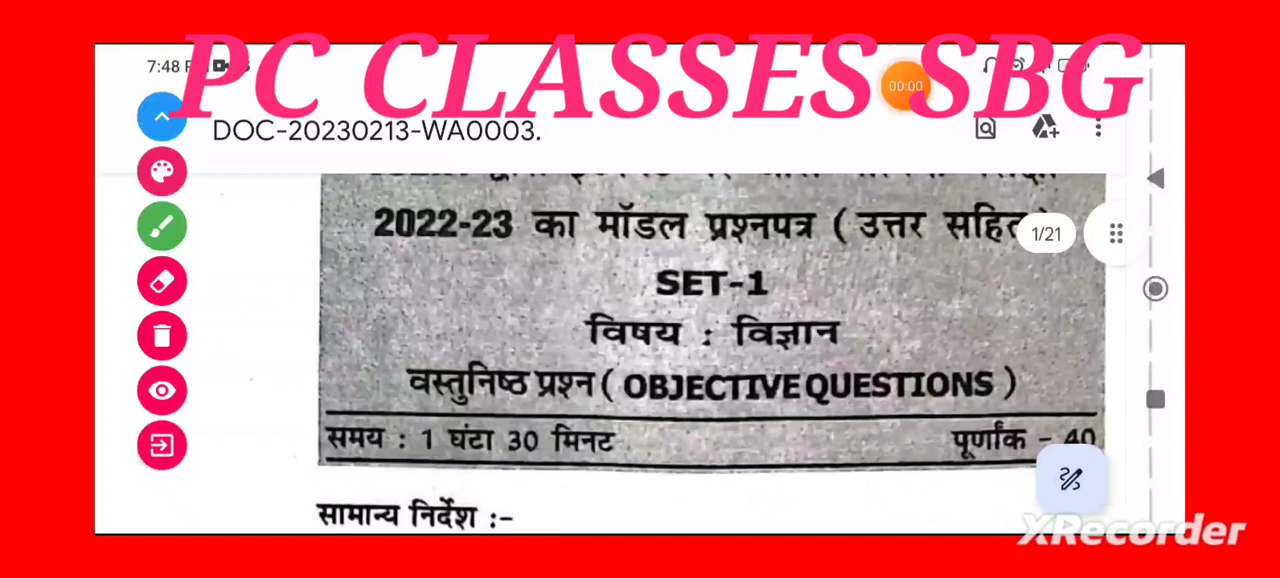 PC CLASSES SBG
7:48
00:00
DOC-20230213-WA0003.
2022-23 का मॉडल प्रश्नपत्र ( उत्तर सहित
1/21
SET-1
विषय : विज्ञान
वस्तुनिष्ठ प्रश्न ( OBJECTIVE QUESTIONS )
समय : 1 घंटा 30 मिनट
पूर्णांक - 40
सामान्य निर्देश :-
XRecorder